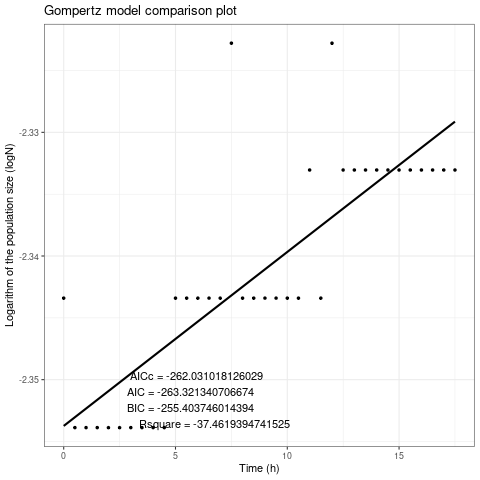 Gompertz model comparison plot
Logarithm of the population size (logN)
-2.33
-2.34
-2.35
AICc = -262.031018126029
AIC = -263.321340706674
BIC = -255.403746014394
Rsquare = -37.4619394741525
0 5 10 15
Time (h)